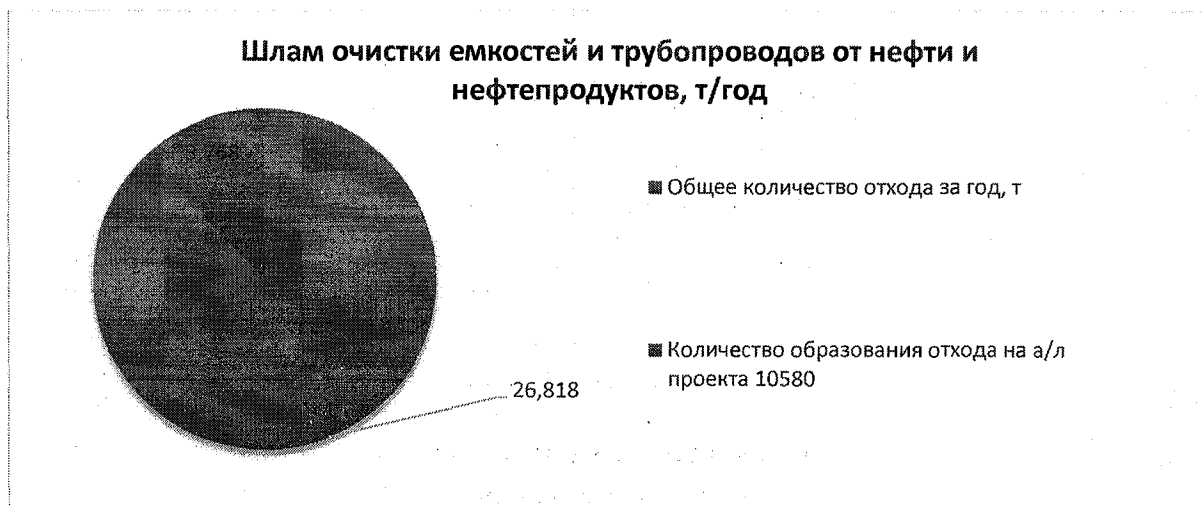 Шлам очистки емкостей и трубопроводов от нефти и
нефтепродуктов, т/год
Общее количество отхода за год, т
Количество образования отхода на а/л
проекта 10580
26,818